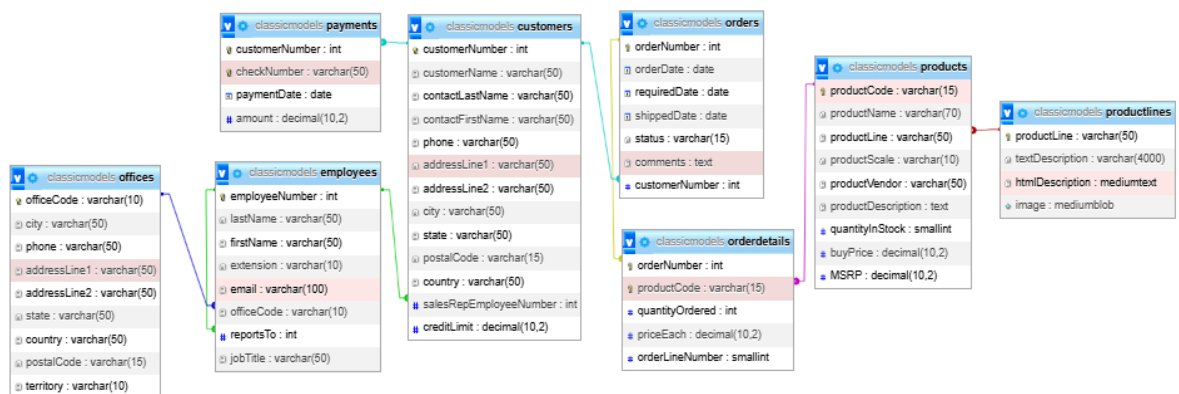 classicmodels payments
customerNumber : int
checkNumber : varchar(50)
paymentDate : date
amount : decimal(10,2)
classicmodels customers
customerNumber : int
customerName : varchar(50)
contactLastName : varchar(50)
contactFirstName : varchar(50)
phone : varchar(50)
addressLine1 : varchar(50)
addressLine2 : varchar(50)
city : varchar(50)
state : varchar(50)
postalCode : varchar(15)
country : varchar(50)
salesRepEmployeeNumber : int
creditLimit : decimal(10,2)
classicmodels orders
orderNumber : int
orderDate : date
requiredDate : date
shippedDate : date
status : varchar(15)
comments : text
customerNumber : int
classicmodels products
productCode : varchar(15)
productName : varchar(70)
productLine : varchar(50)
productScale : varchar(10)
productVendor : varchar(50)
productDescription : text
quantityInStock : smallint
buyPrice : decimal(10,2)
MSRP : decimal(10,2)
classicmodels productlines
productLine : varchar(50)
textDescription : varchar(4000)
htmlDescription : mediumtext
image : mediumblob
classicmodels offices
officeCode : varchar(10)
city : varchar(50)
phone : varchar(50)
addressLine1 : varchar(50)
addressLine2 : varchar(50)
state : varchar(50)
country : varchar(50)
postalCode : varchar(15)
territory : varchar(10)
classicmodels employees
employeeNumber : int
lastName : varchar(50)
firstName : varchar(50)
extension : varchar(10)
email : varchar(100)
officeCode : varchar(10)
reportsTo : int
jobTitle : varchar(50)
classicmodels orderdetails
orderNumber : int
productCode : varchar(15)
quantityOrdered : int
priceEach : decimal(10,2)
orderLineNumber : smallint